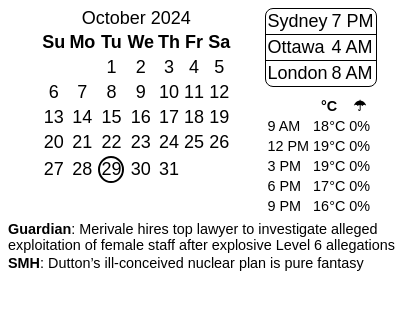 October 2024
Su Mo Tu We Th Fr Sa
1 2 3 4 5
6 7 8 9 10 11 12
13 14 15 16 17 18 19
20 21 22 23 24 25 26
27 28 29 30 31
Sydney 7 PM
Ottawa 4 AM
London 8 AM
°C ☂
9 AM 18°C 0%
12 PM 19°C 0%
3 PM 19°C 0%
6 PM 17°C 0%
9 PM 16°C 0%
Guardian: Merivale hires top lawyer to investigate alleged
exploitation of female staff after explosive Level 6 allegations
SMH: Dutton’s ill-conceived nuclear plan is pure fantasy